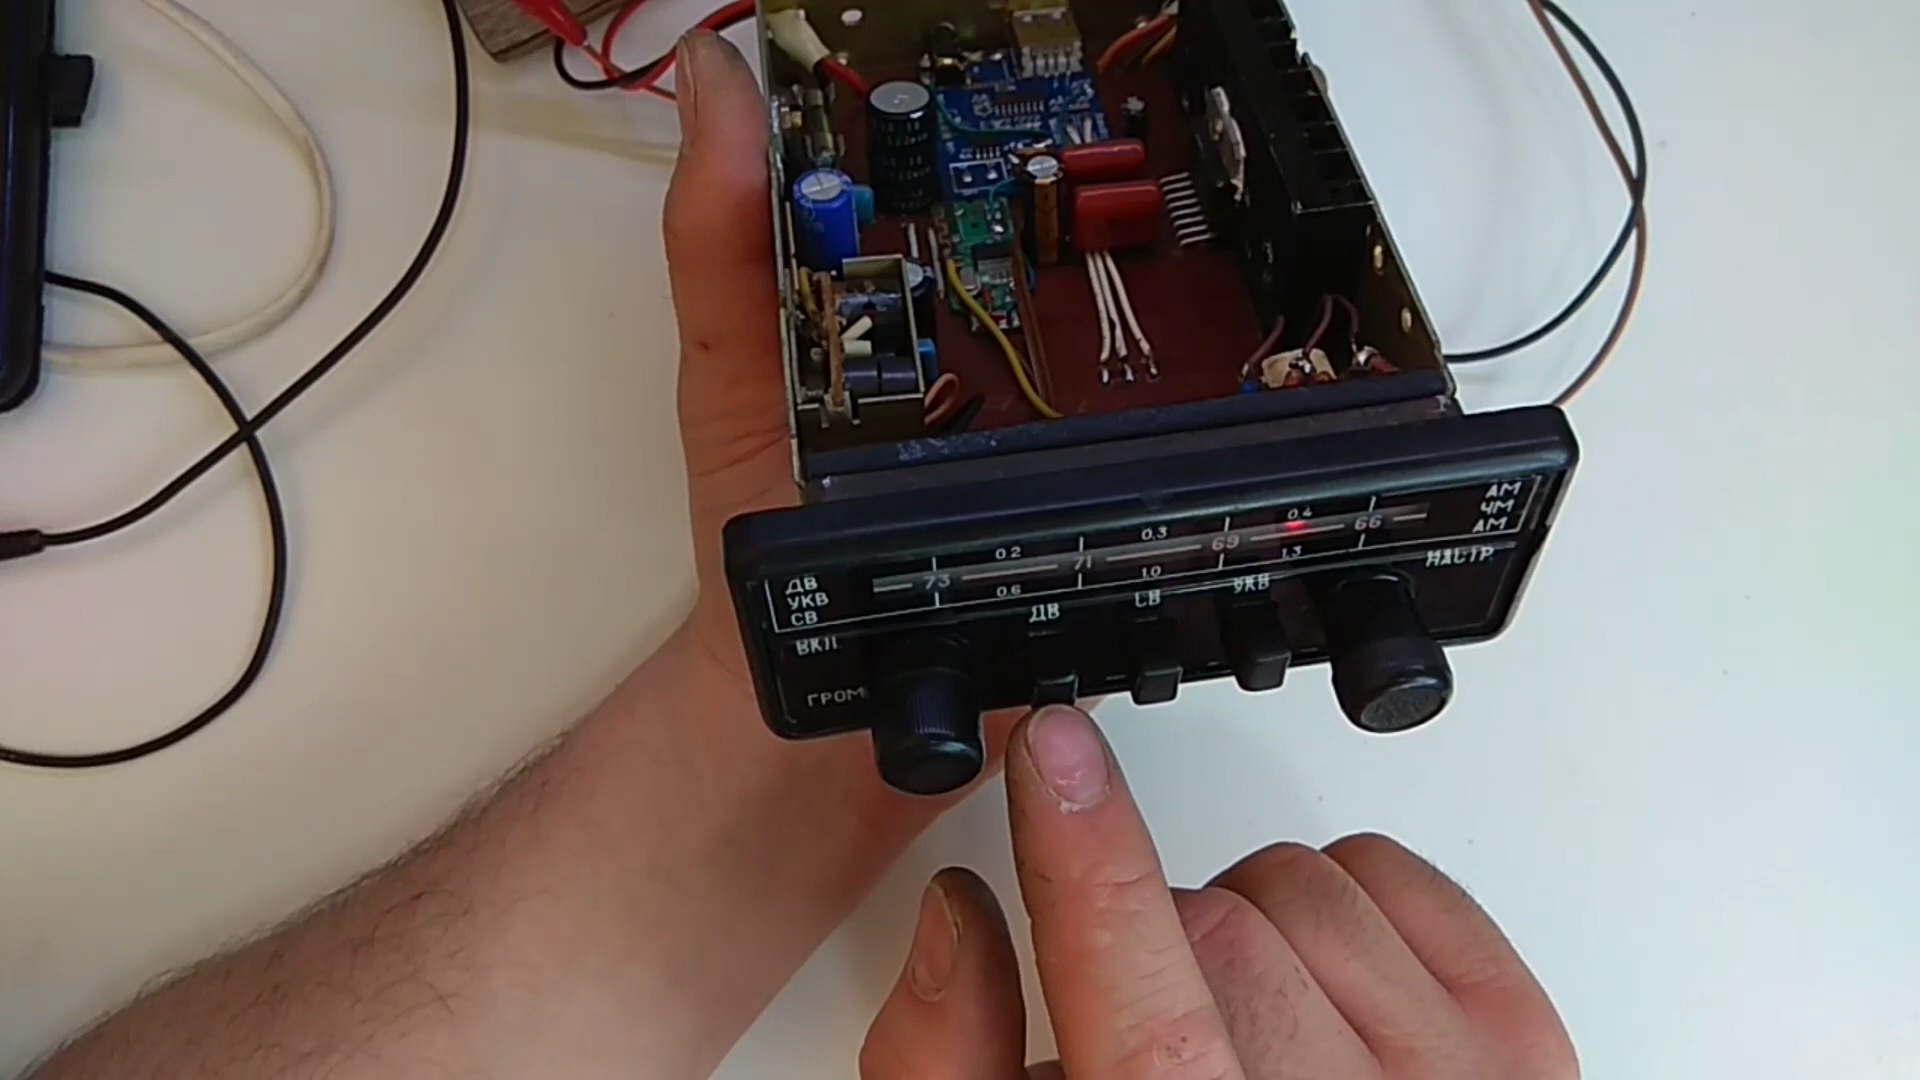 0.2 0.3 0.4 АМ
ДВ 73 71 69 66 ЧМ
УКВ 0.6 1.0 1.3 АМ
СВ
ВКЛ ДВ СВ УКВ НАСТР.
ГРОМ